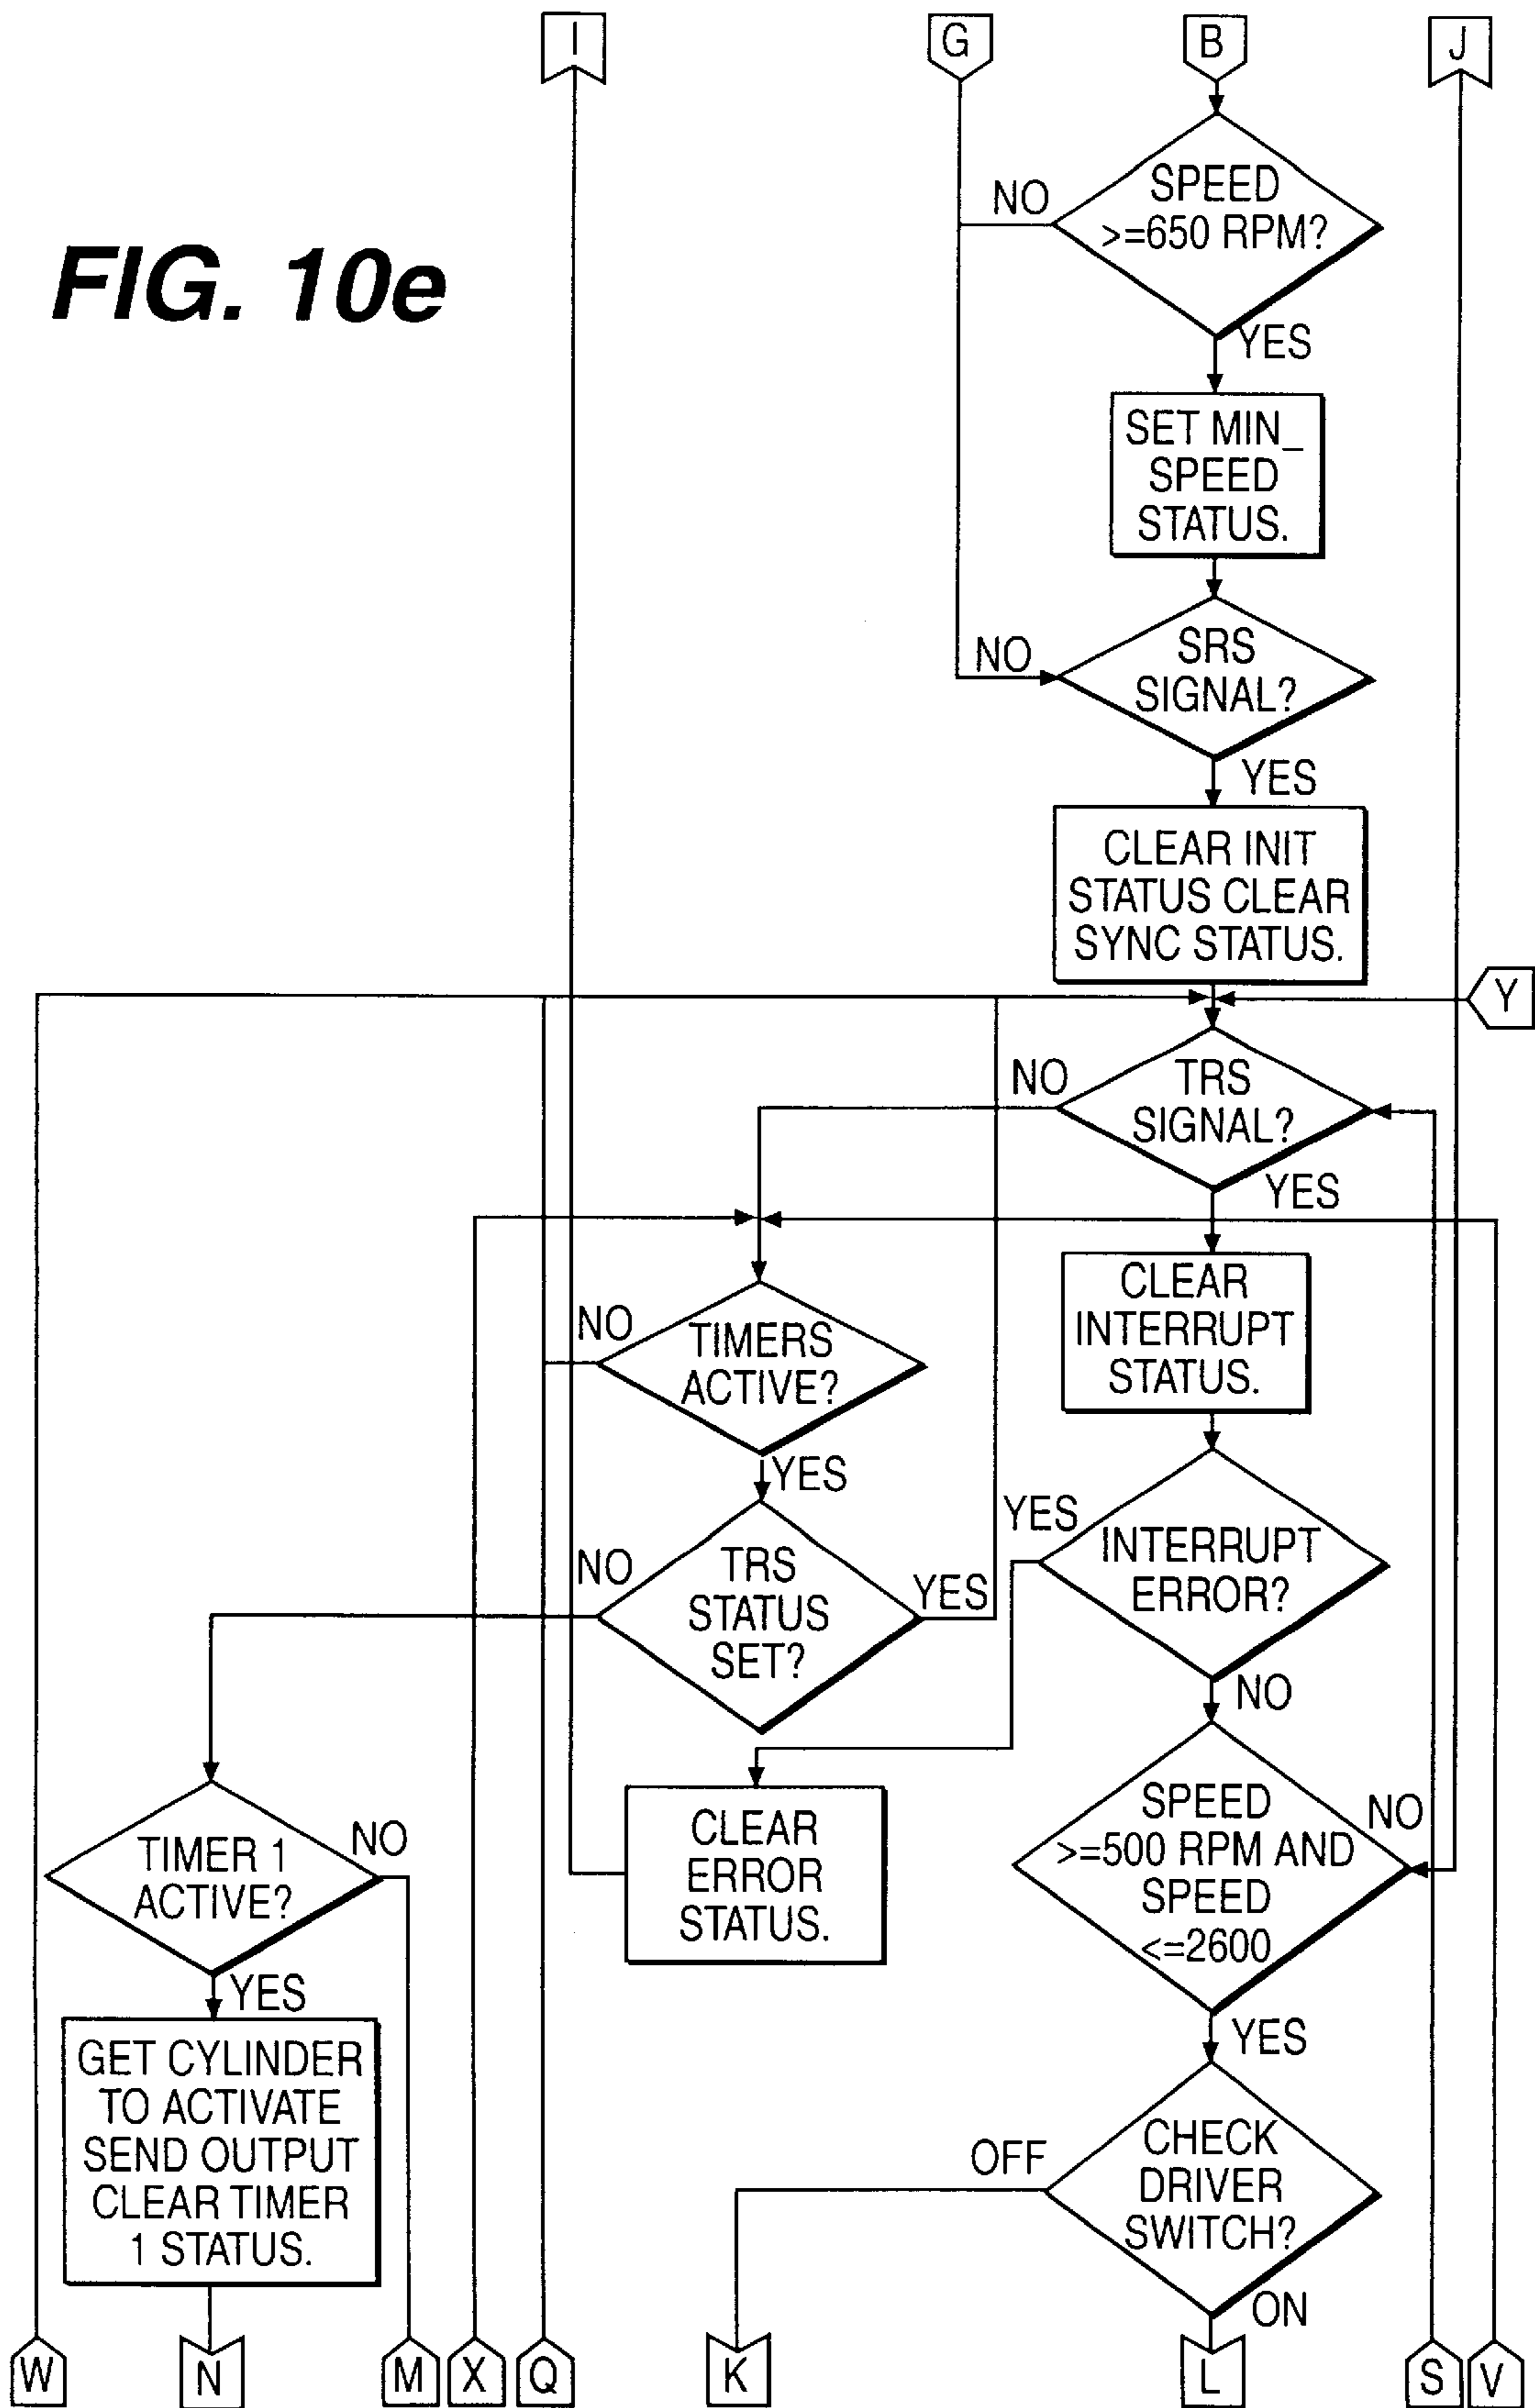 I
G
B
J
FIG. 10e
SPEED
>=650 RPM?
NO
YES
SET MIN_
SPEED
STATUS.
SRS
SIGNAL?
NO
YES
CLEAR INIT
STATUS CLEAR
SYNC STATUS.
Y
TRS
SIGNAL?
NO
YES
CLEAR
INTERRUPT
STATUS.
NO
TIMERS
ACTIVE?
YES
YES
INTERRUPT
ERROR?
NO
NO
TRS
STATUS
SET?
YES
SPEED
>=500 RPM AND
SPEED
<=2600
NO
YES
CLEAR
ERROR
STATUS.
TIMER 1
ACTIVE?
NO
YES
GET CYLINDER
TO ACTIVATE
SEND OUTPUT
CLEAR TIMER
1 STATUS.
CHECK
DRIVER
SWITCH?
OFF
ON
W
N
M
X
Q
K
L
S
V